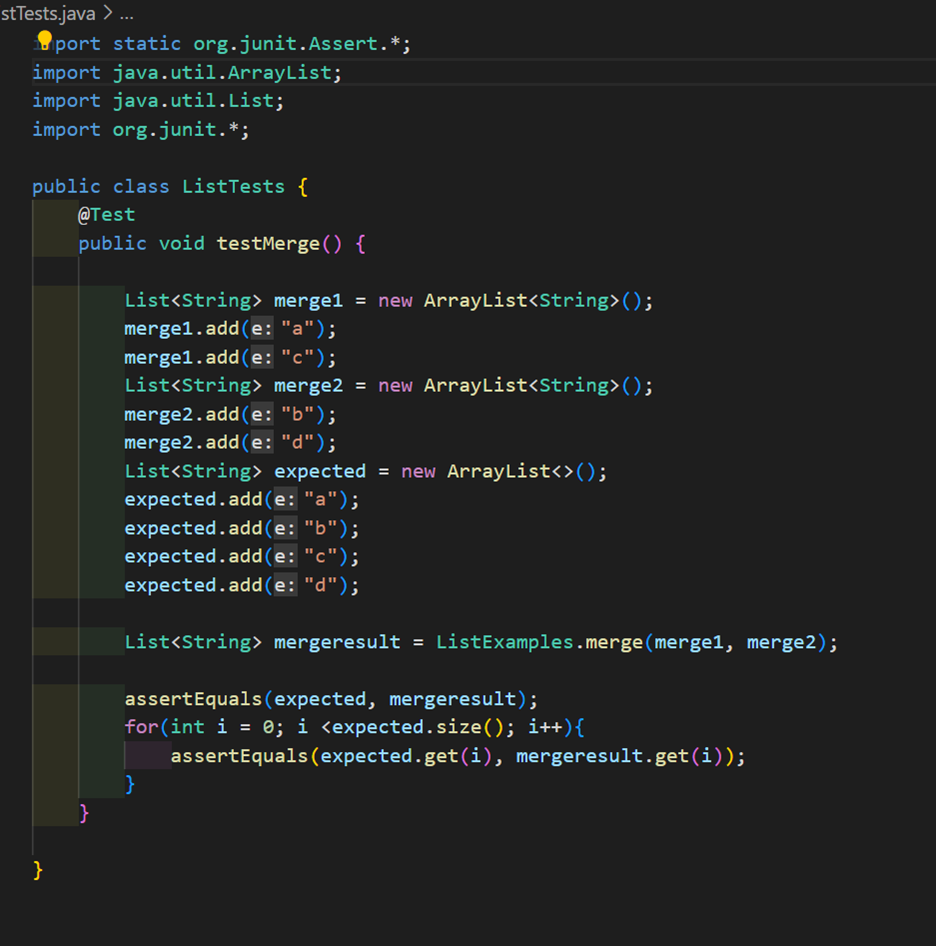 stTests.java > ...
import static org.junit.Assert.*;
import java.util.ArrayList;
import java.util.List;
import org.junit.*;
public class ListTests {
@Test
public void testMerge() {
List<String> merge1 = new ArrayList<String>();
merge1.add(e: "a");
merge1.add(e: "c");
List<String> merge2 = new ArrayList<String>();
merge2.add(e: "b");
merge2.add(e: "d");
List<String> expected = new ArrayList<>();
expected.add(e: "a");
expected.add(e: "b");
expected.add(e: "c");
expected.add(e: "d");
List<String> mergeresult = ListExamples.merge(merge1, merge2);
assertEquals(expected, mergeresult);
for(int i = 0; i <expected.size(); i++){
assertEquals(expected.get(i), mergeresult.get(i));
}
}
}